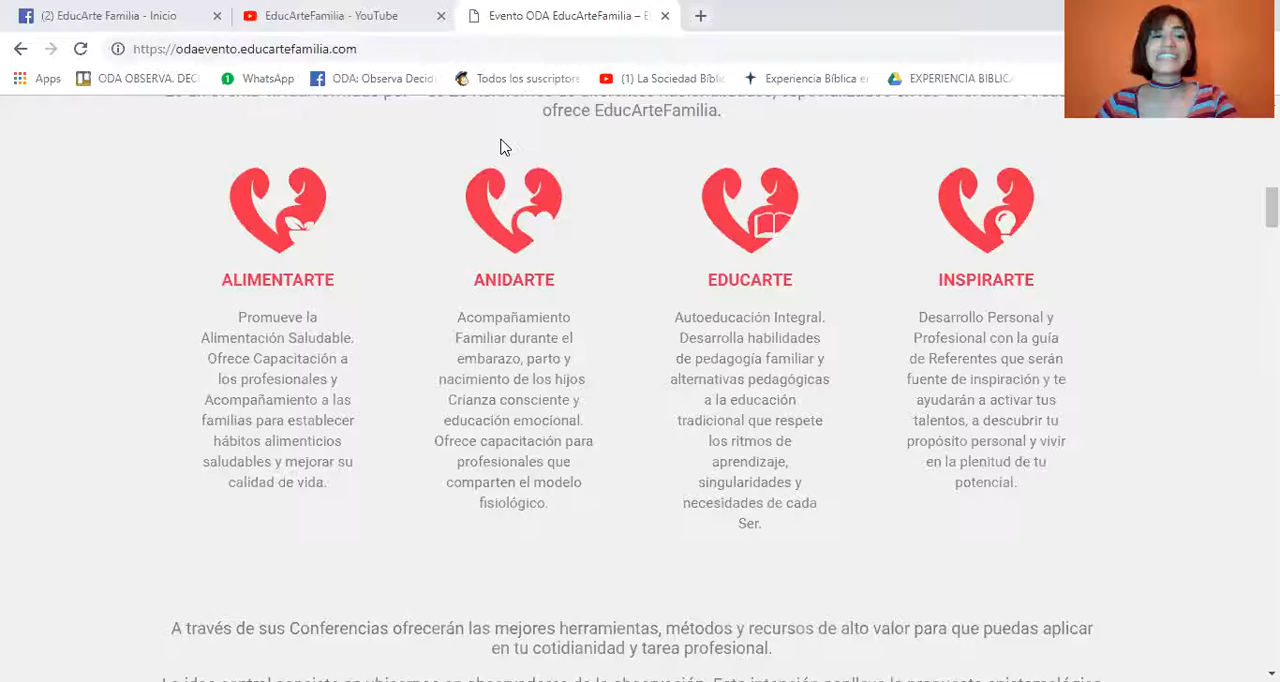 (2) EducArte Familia - Inicio
EducArteFamilia - YouTube
Evento ODA EducArteFamilia –
https://odaevento.educartefamilia.com
Apps
ODA OBSERVA. DECI
WhatsApp
ODA: Observa Decid
Todos los suscriptor
(1) La Sociedad Bíblic
Experiencia Bíblica e
EXPERIENCIA BIBLICA
ofrece EducArteFamilia.
ALIMENTARTE
Promueve la
Alimentación Saludable.
Ofrece Capacitación a
los profesionales y
Acompañamiento a las
familias para establecer
hábitos alimenticios
saludables y mejorar su
calidad de vida.
ANIDARTE
Acompañamiento
Familiar durante el
embarazo, parto y
nacimiento de los hijos
Crianza consciente y
educación emocional.
Ofrece capacitación para
profesionales que
comparten el modelo
fisiológico.
EDUCARTE
Autoeducación Integral.
Desarrolla habilidades
de pedagogía familiar y
alternativas pedagógicas
a la educación
tradicional que respete
los ritmos de
aprendizaje,
singularidades y
necesidades de cada
Ser.
INSPIRARTE
Desarrollo Personal y
Profesional con la guía
de Referentes que serán
fuente de inspiración y te
ayudarán a activar tus
talentos, a descubrir tu
propósito personal y vivir
en la plenitud de tu
potencial.
A través de sus Conferencias ofrecerán las mejores herramientas, métodos y recursos de alto valor para que puedas aplicar
en tu cotidianidad y tarea profesional.